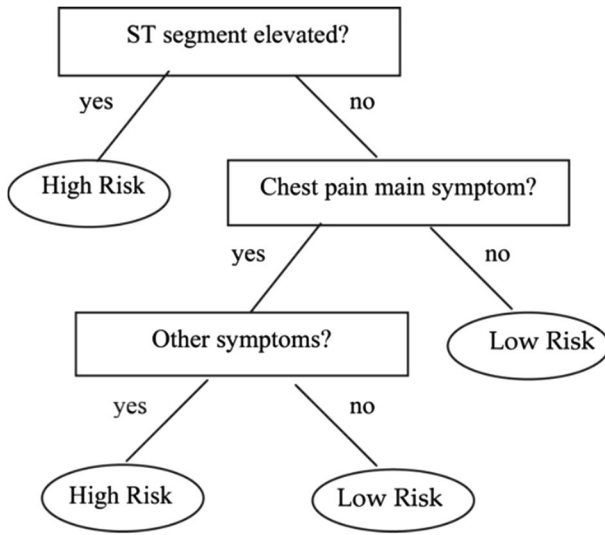 ST segment elevated?
yes
no
High Risk
Chest pain main symptom?
yes
no
Other symptoms?
Low Risk
yes
no
High Risk
Low Risk